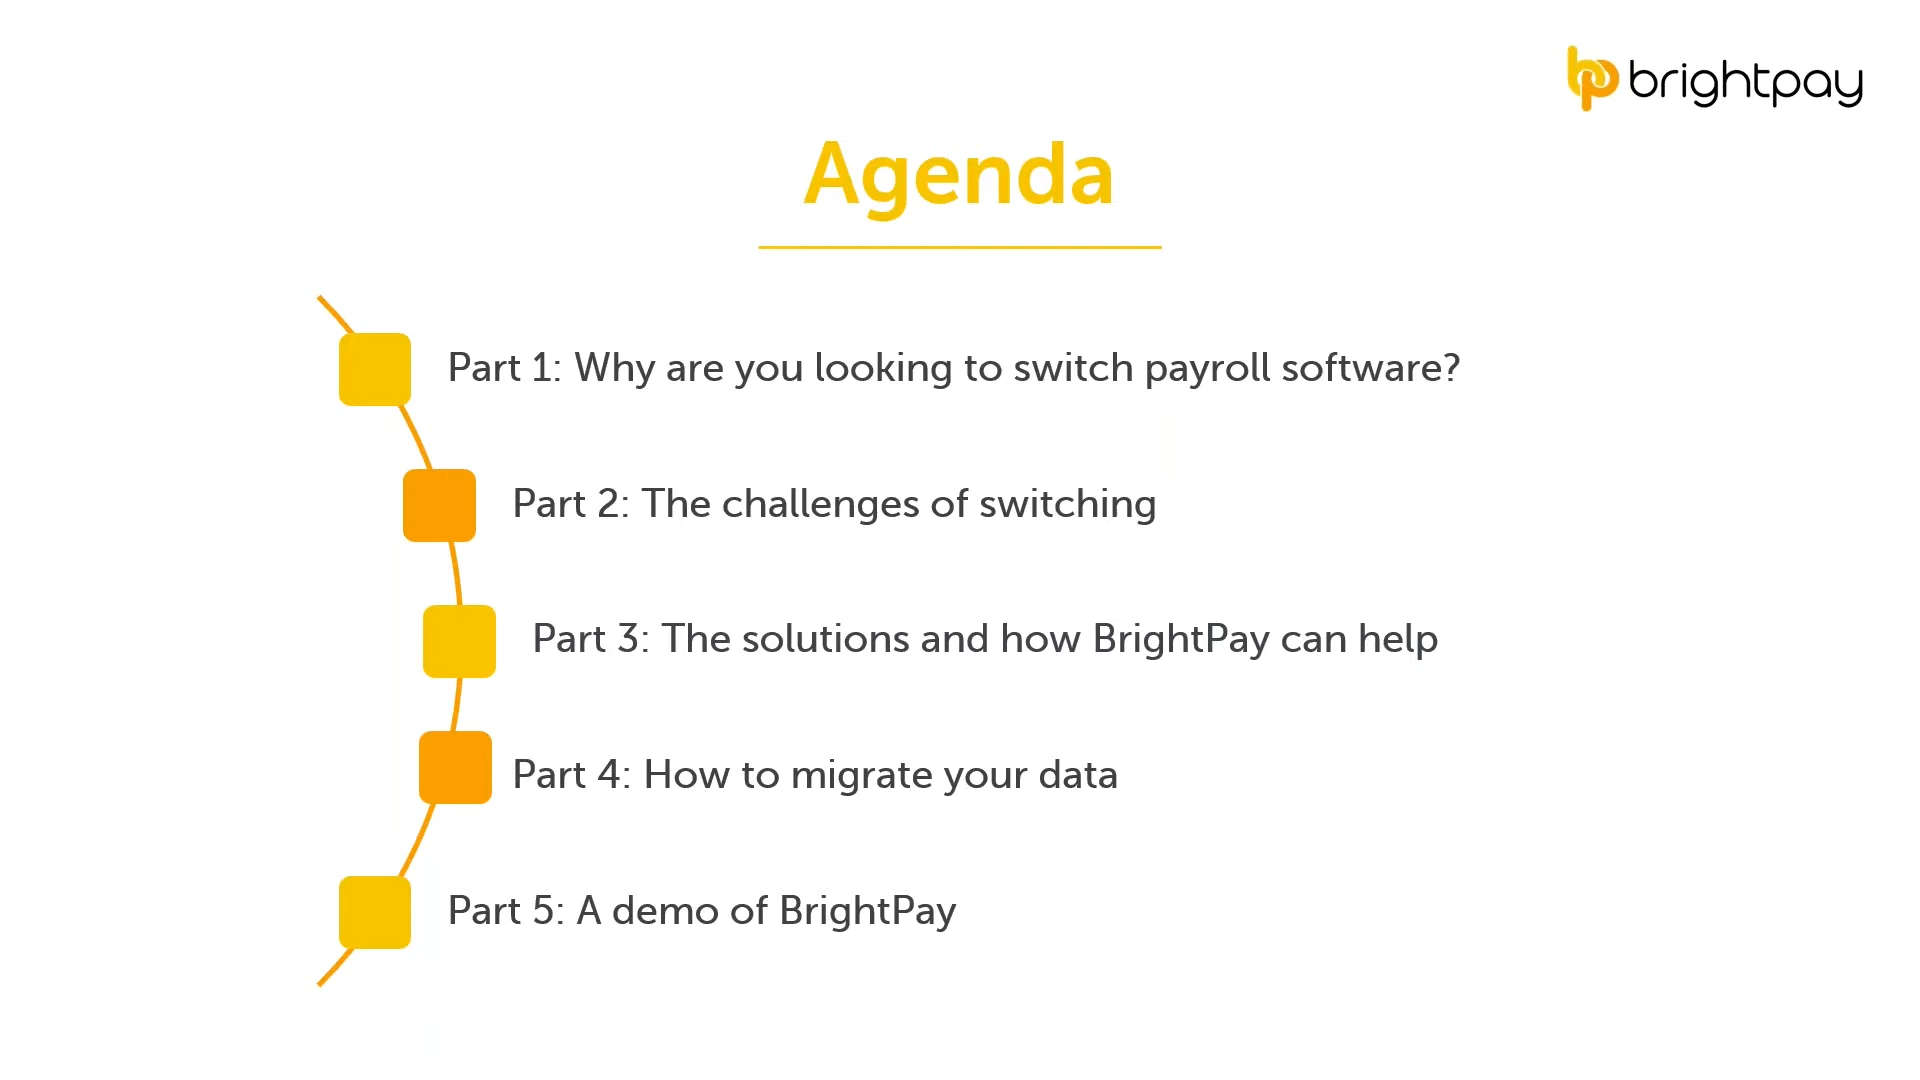 brightpay
Agenda
Part 1: Why are you looking to switch payroll software?
Part 2: The challenges of switching
Part 3: The solutions and how BrightPay can help
Part 4: How to migrate your data
Part 5: A demo of BrightPay